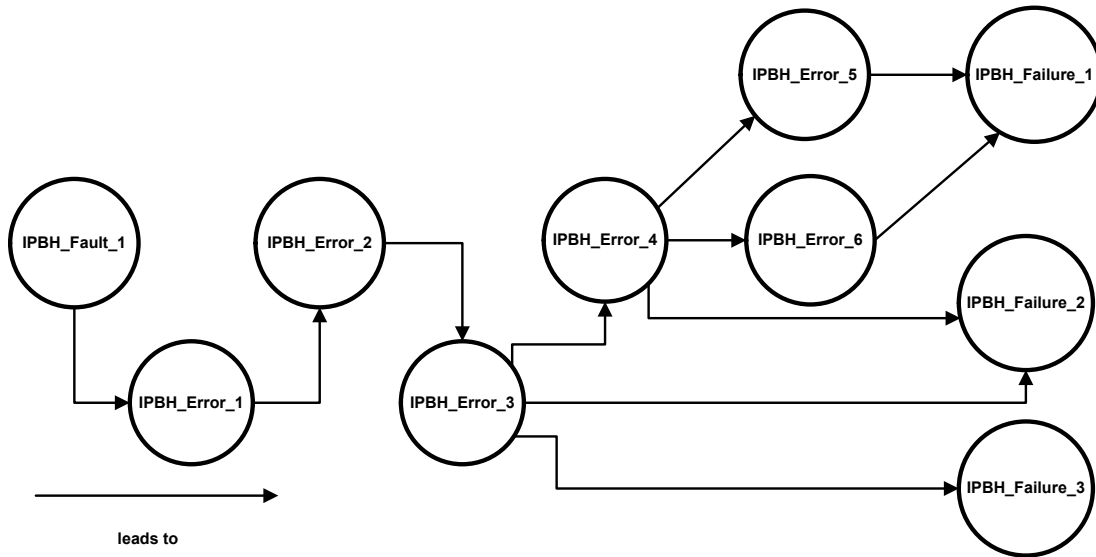 IPBH_Error_5
IPBH_Failure_1
IPBH_Fault_1
IPBH_Error_2
IPBH_Error_4
IPBH_Error_6
IPBH_Failure_2
IPBH_Error_1
IPBH_Error_3
IPBH_Failure_3
leads to